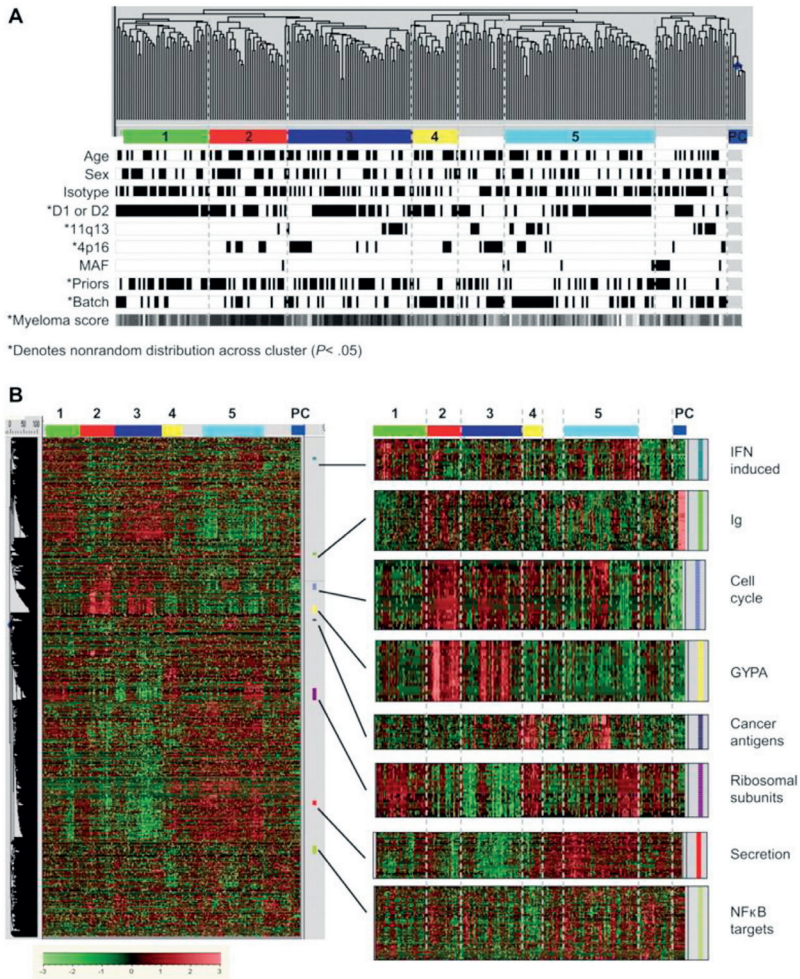 A
1 2 3 4 5 PC
Age
Sex
Isotype
*D1 or D2
*11q13
*4p16
MAF
*Priors
*Batch
*Myeloma score
*Denotes nonrandom distribution across cluster (P< .05)
B
0 50 100
1 2 3 4 5 PC
1 2 3 4 5 PC
IFN
induced
Ig
Cell
cycle
GYPA
Cancer
antigens
Ribosomal
subunits
Secretion
NFκB
targets
-3 -2 -1 0 1 2 3